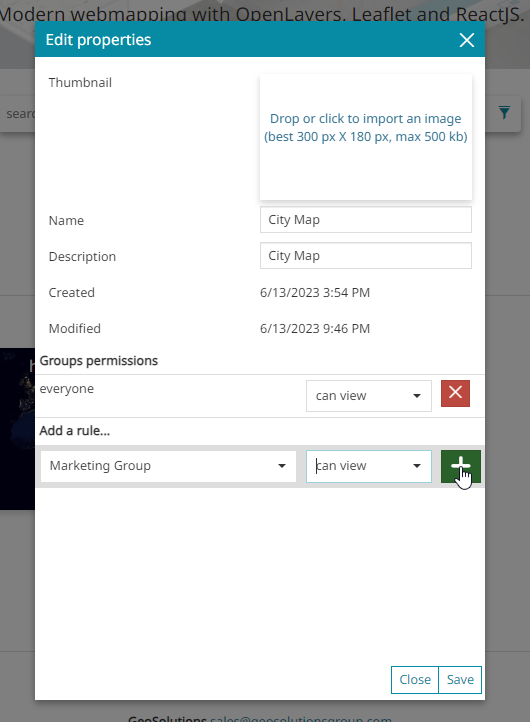 Modern webmapping with OpenLayers, Leaflet and ReactJS.
Edit properties
searc
Thumbnail
Drop or click to import an image
(best 300 px X 180 px, max 500 kb)
Name City Map
Description City Map
Created 6/13/2023 3:54 PM
Modified 6/13/2023 9:46 PM
Groups permissions
everyone can view
Add a rule...
Marketing Group can view
Close Save
GeoSolutions sales@geosolutionsgroup.com